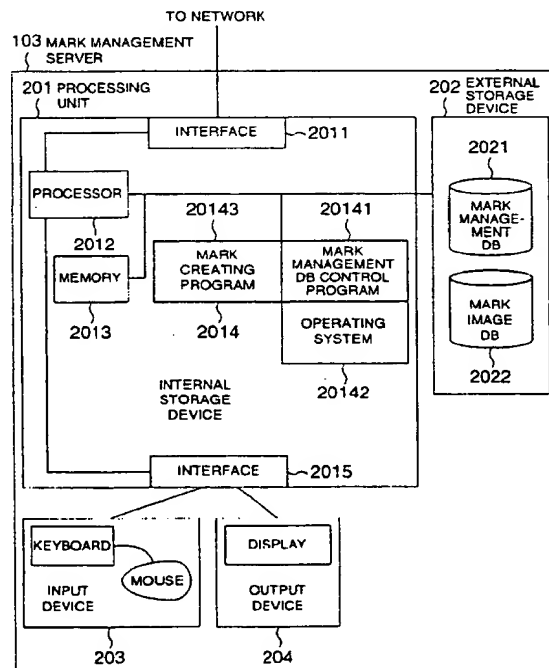 TO NETWORK
103 MARK MANAGEMENT
SERVER
201 PROCESSING
UNIT
202 EXTERNAL
STORAGE
DEVICE
INTERFACE
2011
2021
PROCESSOR
2012
20143
20141
MARK
MANAGE-
MENT
DB
MEMORY
2013
MARK
CREATING
PROGRAM
MARK
MANAGEMENT
DB CONTROL
PROGRAM
2014
OPERATING
SYSTEM
MARK
IMAGE
DB
20142
2022
INTERNAL
STORAGE
DEVICE
INTERFACE
2015
KEYBOARD
MOUSE
INPUT
DEVICE
DISPLAY
OUTPUT
DEVICE
203
204